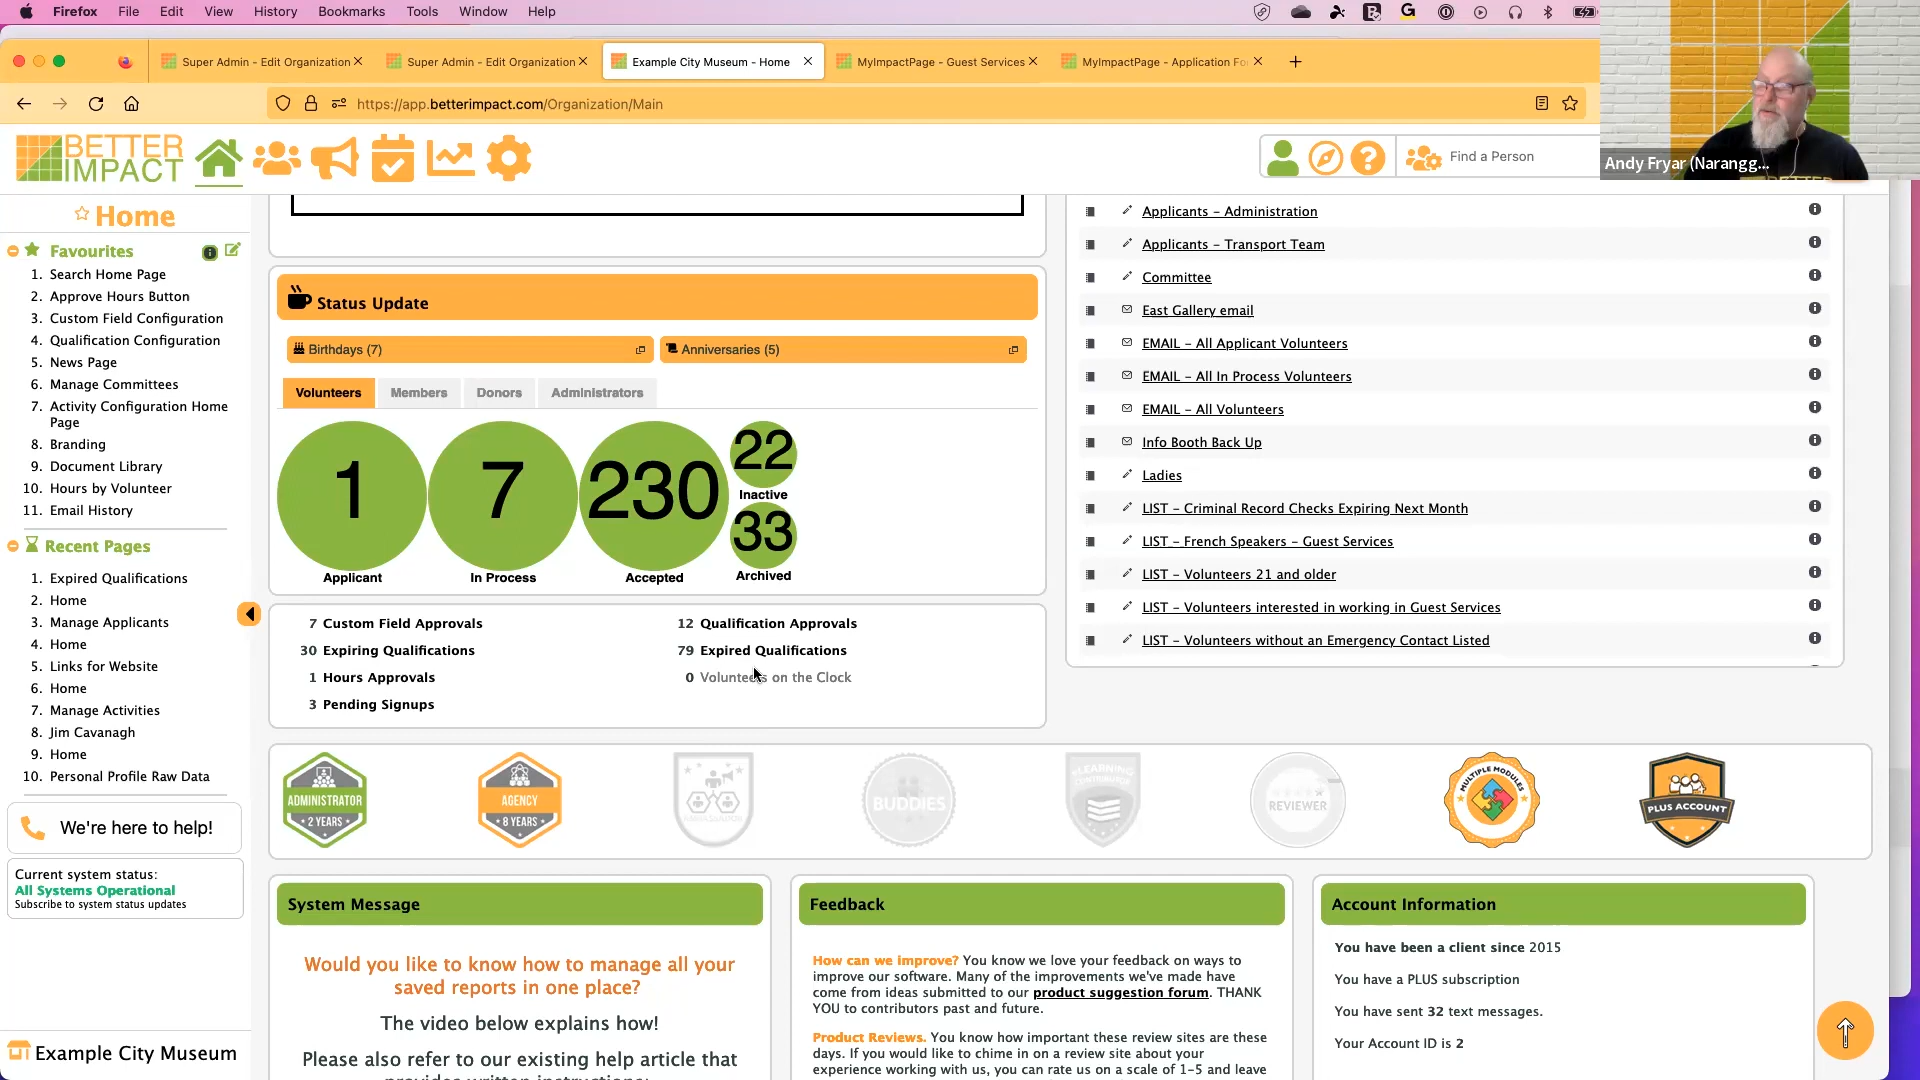 Firefox File Edit View History Bookmarks Tools Window Help
Super Admin - Edit Organization
Super Admin - Edit Organization
Example City Museum - Home
MyImpactPage - Guest Services
MyImpactPage - Application Fo
https://app.betterimpact.com/Organization/Main
BETTER
IMPACT
Find a Person
Andy Fryar (Narangg...
Home
Favourites
1. Search Home Page
2. Approve Hours Button
3. Custom Field Configuration
4. Qualification Configuration
5. News Page
6. Manage Committees
7. Activity Configuration Home
Page
8. Branding
9. Document Library
10. Hours by Volunteer
11. Email History
Recent Pages
1. Expired Qualifications
2. Home
3. Manage Applicants
4. Home
5. Links for Website
6. Home
7. Manage Activities
8. Jim Cavanagh
9. Home
10. Personal Profile Raw Data
We're here to help!
Current system status:
All Systems Operational
Subscribe to system status updates
Example City Museum
Status Update
Birthdays (7)
Anniversaries (5)
Volunteers
Members
Donors
Administrators
1
Applicant
7
In Process
230
Accepted
22
Inactive
33
Archived
7 Custom Field Approvals
12 Qualification Approvals
30 Expiring Qualifications
79 Expired Qualifications
1 Hours Approvals
0 Volunteers on the Clock
3 Pending Signups
Applicants - Administration
Applicants - Transport Team
Committee
East Gallery email
EMAIL - All Applicant Volunteers
EMAIL - All In Process Volunteers
EMAIL - All Volunteers
Info Booth Back Up
Ladies
LIST - Criminal Record Checks Expiring Next Month
LIST - French Speakers - Guest Services
LIST - Volunteers 21 and older
LIST - Volunteers interested in working in Guest Services
LIST - Volunteers without an Emergency Contact Listed
ADMINISTRATOR
2 YEARS
AGENCY
8 YEARS
BUDDIES
REVIEWER
MULTIPLE MODULES
PLUS ACCOUNT
System Message
Would you like to know how to manage all your
saved reports in one place?
The video below explains how!
Please also refer to our existing help article that
Feedback
How can we improve? You know we love your feedback on ways to
improve our software. Many of the improvements we've made have
come from ideas submitted to our product suggestion forum. THANK
YOU to contributors past and future.
Product Reviews. You know how important these review sites are these
days. If you would like to chime in on a review site about your
experience working with us, you can rate us on a scale of 1-5 and leave
Account Information
You have been a client since 2015
You have a PLUS subscription
You have sent 32 text messages.
Your Account ID is 2